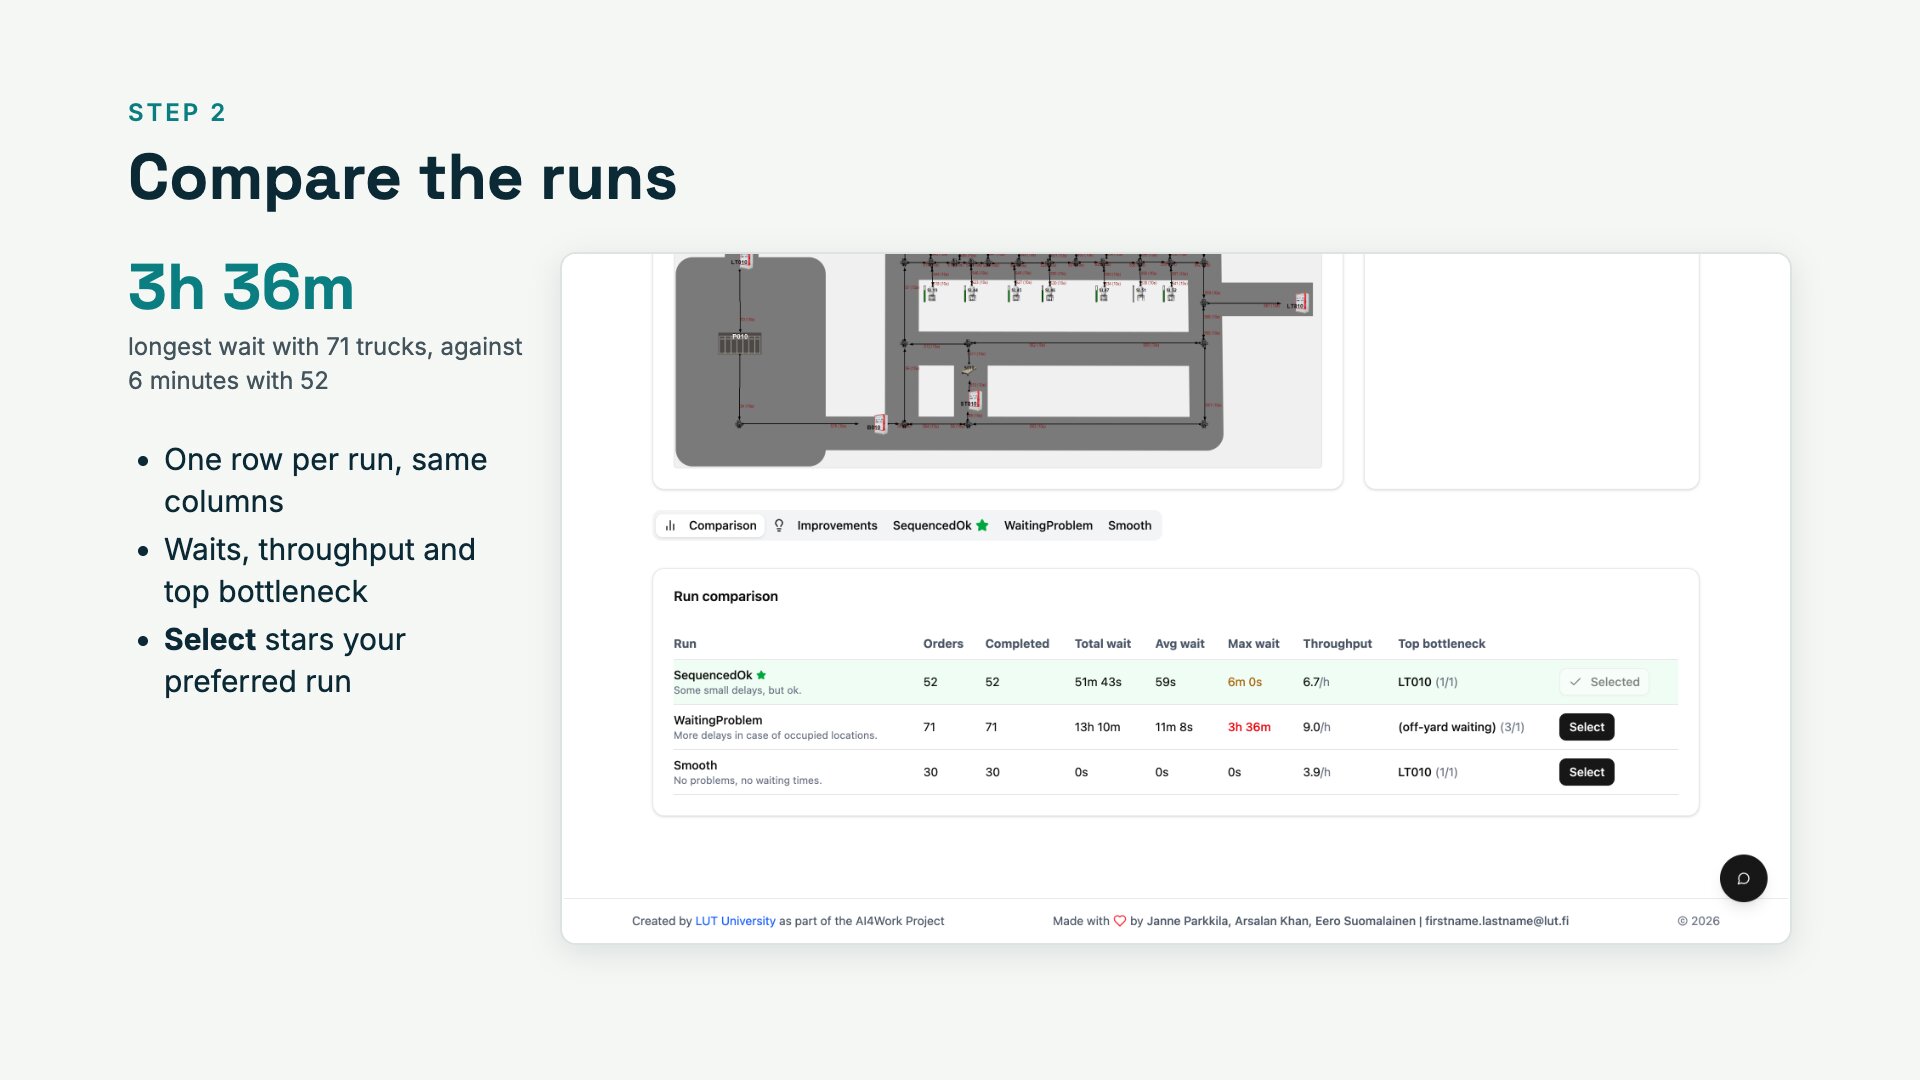 STEP 2
Compare the runs
3h 36m
longest wait with 71 trucks, against
6 minutes with 52
• One row per run, same
columns
• Waits, throughput and
top bottleneck
• Select stars your
preferred run
LT010
P010
B010
ST010
LT010
Comparison Improvements SequencedOk WaitingProblem Smooth
Run comparison
Run Orders Completed Total wait Avg wait Max wait Throughput Top bottleneck
SequencedOk 52 52 51m 43s 59s 6m 0s 6.7/h LT010 (1/1) Selected
Some small delays, but ok.
WaitingProblem 71 71 13h 10m 11m 8s 3h 36m 9.0/h (off-yard waiting) (3/1) Select
More delays in case of occupied locations.
Smooth 30 30 0s 0s 0s 3.9/h LT010 (1/1) Select
No problems, no waiting times.
Created by LUT University as part of the AI4Work Project
Made with by Janne Parkkila, Arsalan Khan, Eero Suomalainen | firstname.lastname@lut.fi
© 2026